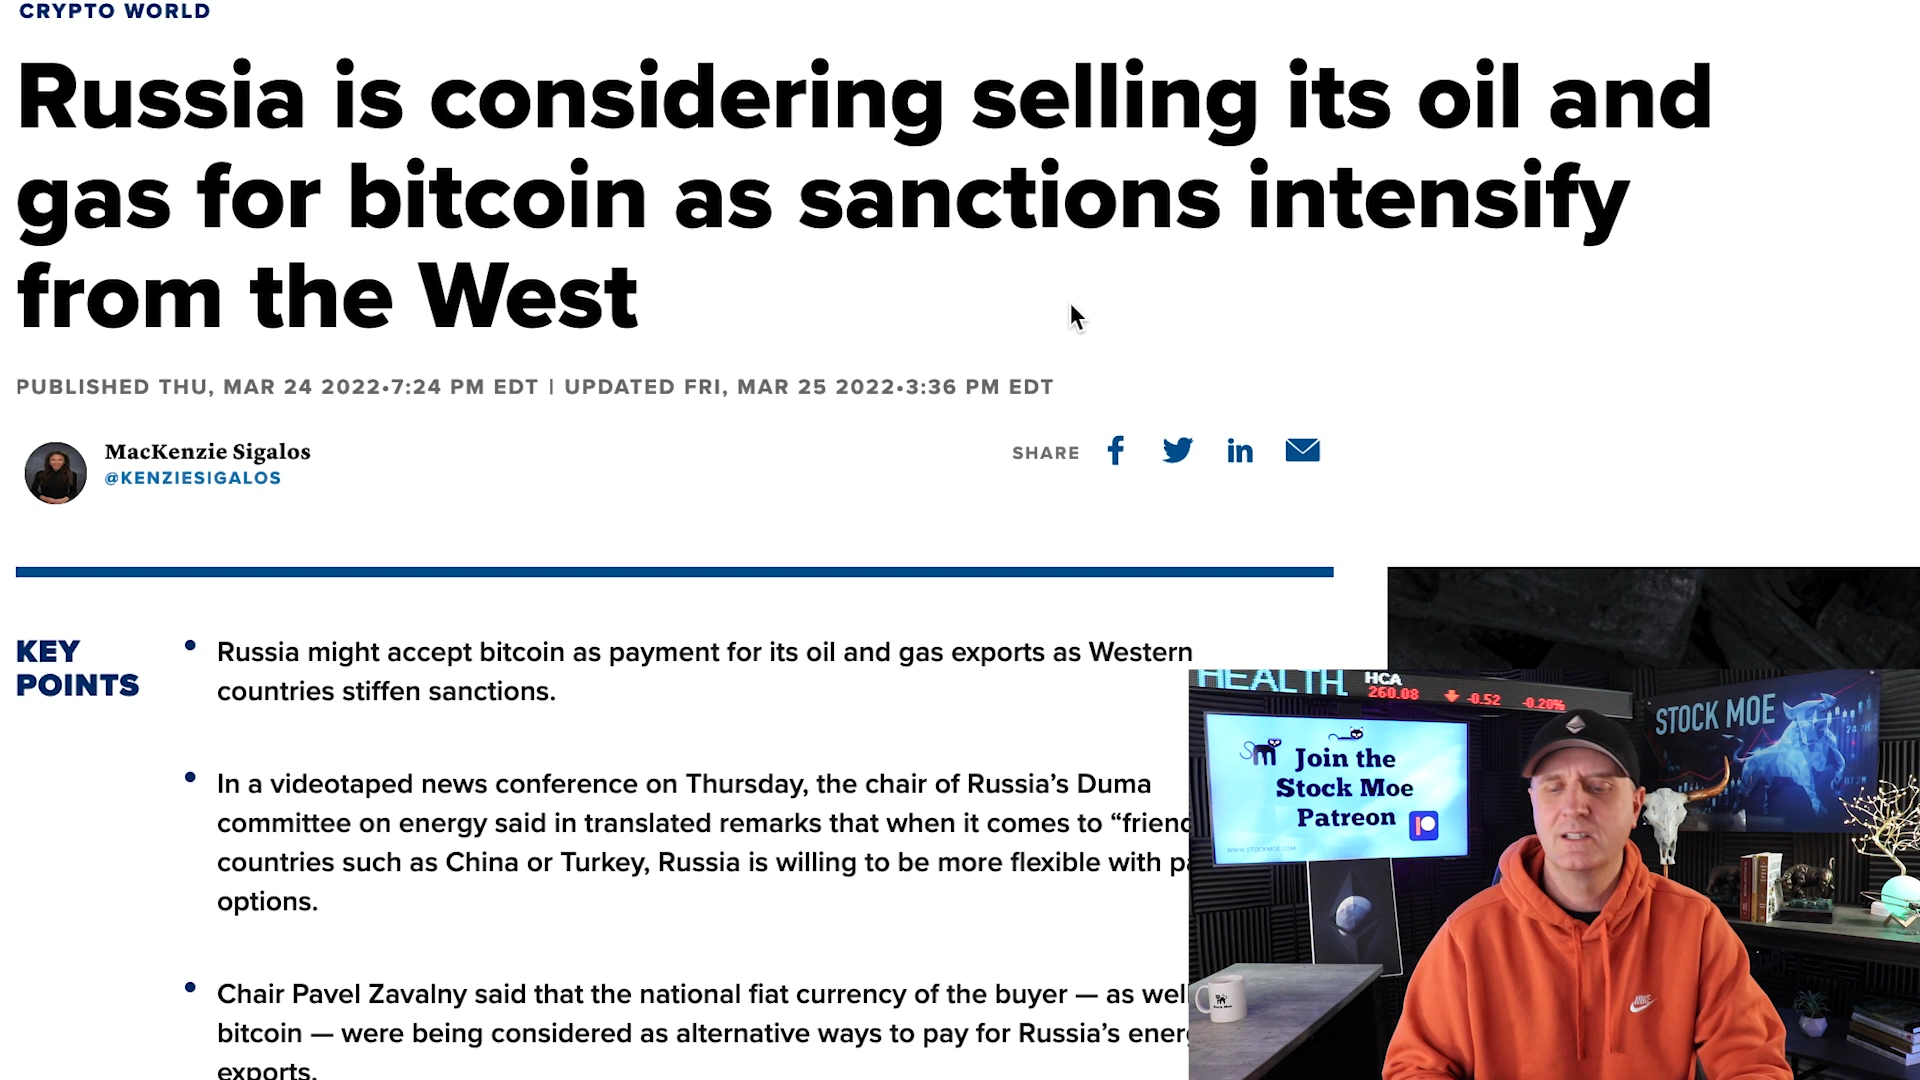 CRYPTO WORLD
Russia is considering selling its oil and
gas for bitcoin as sanctions intensify
from the West
PUBLISHED THU, MAR 24 2022•7:24 PM EDT | UPDATED FRI, MAR 25 2022•3:36 PM EDT
MacKenzie Sigalos
@KENZIESIGALOS
SHARE
KEY
POINTS
• Russia might accept bitcoin as payment for its oil and gas exports as Western
countries stiffen sanctions.
• In a videotaped news conference on Thursday, the chair of Russia’s Duma
committee on energy said in translated remarks that when it comes to “friend
countries such as China or Turkey, Russia is willing to be more flexible with pa
options.
• Chair Pavel Zavalny said that the national fiat currency of the buyer — as well
bitcoin — were being considered as alternative ways to pay for Russia’s ener
exports.
HEALTH
HCA
260.08 -0.52 -0.20%
SM
Join the
Stock Moe
Patreon
WWW.STOCKMOE.COM
STOCK MOE
NIKE